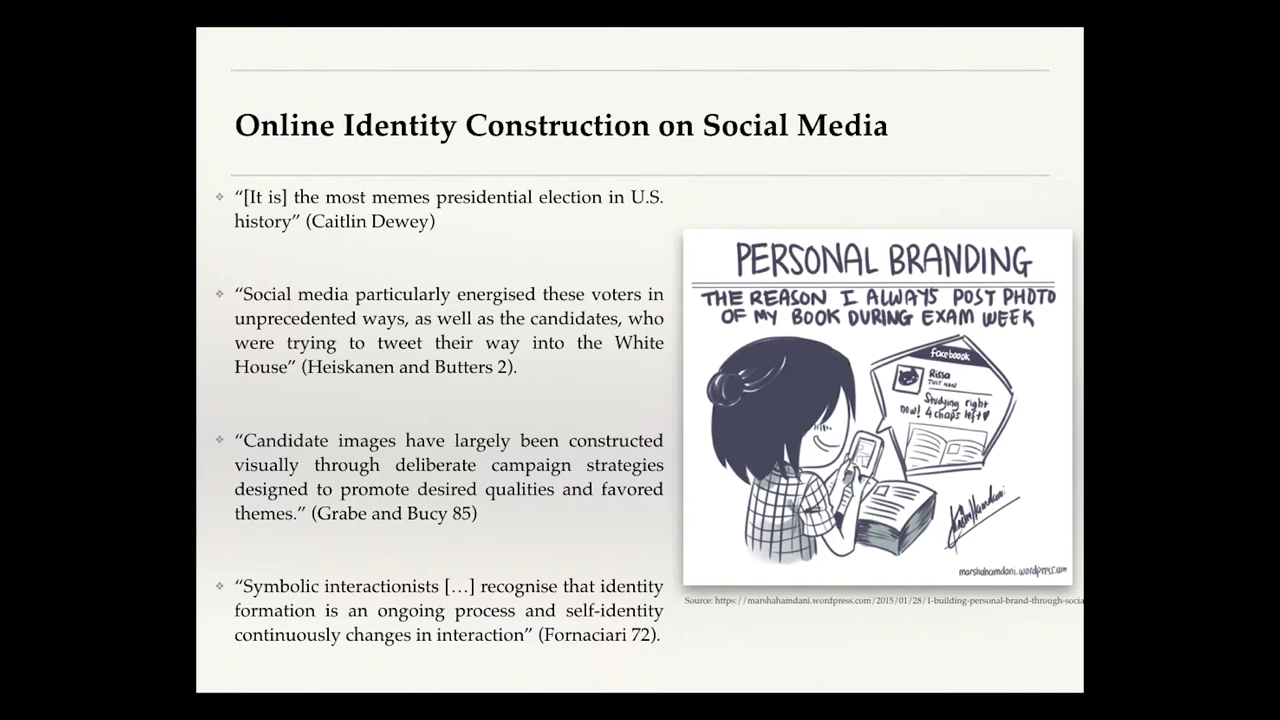 Online Identity Construction on Social Media
“[It is] the most memes presidential election in U.S.
history” (Caitlin Dewey)
“Social media particularly energised these voters in
unprecedented ways, as well as the candidates, who
were trying to tweet their way into the White
House” (Heiskanen and Butters 2).
“Candidate images have largely been constructed
visually through deliberate campaign strategies
designed to promote desired qualities and favored
themes.” (Grabe and Bucy 85)
“Symbolic interactionists […] recognise that identity
formation is an ongoing process and self-identity
continuously changes in interaction” (Fornaciari 72).
PERSONAL BRANDING
THE REASON I ALWAYS POST PHOTO
OF MY BOOK DURING EXAM WEEK
faceboook
Rissa
JUST NOW
Studying right
now! 4 chaps left
marshahamdani.wordpress.com
Source: https://marshahamdani.wordpress.com/2015/01/28/1-building-personal-brand-through-socia